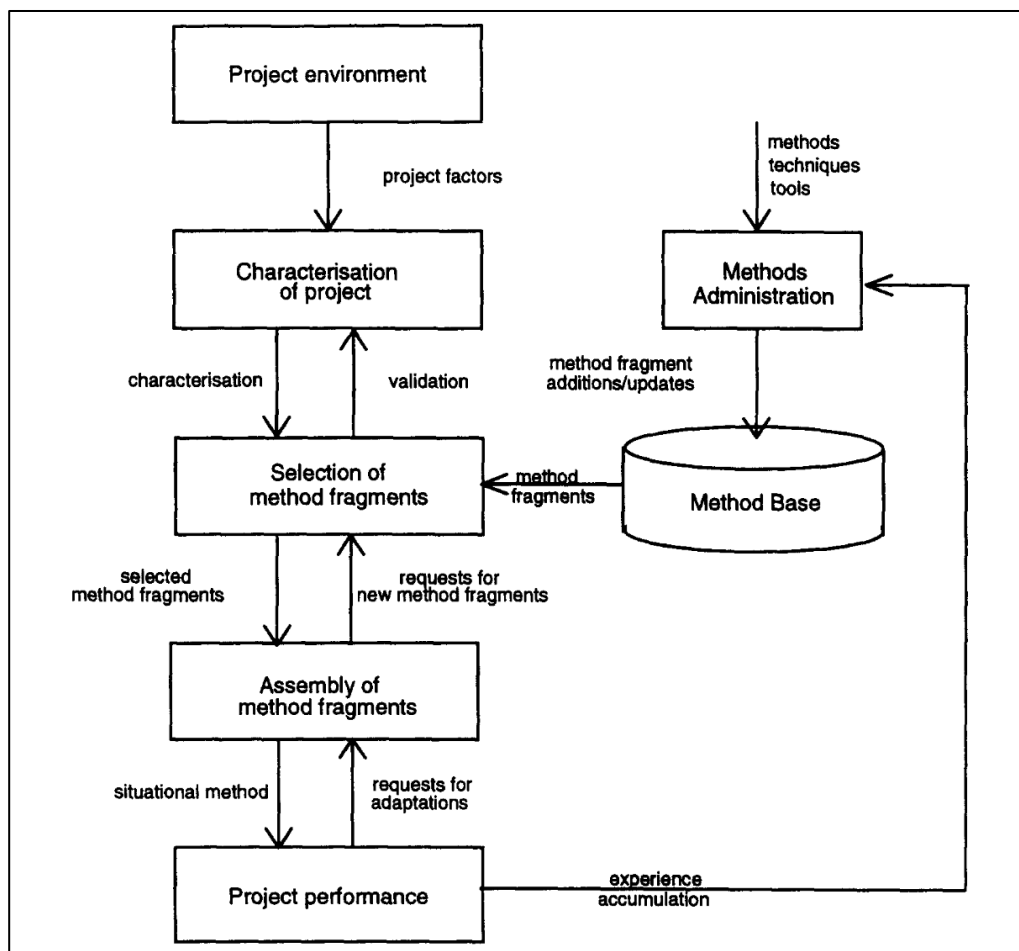 Project environment
project factors
methods
techniques
tools
Characterisation
of project
Methods
Administration
characterisation
validation
method fragment
additions/updates
Selection of
method fragments
method
fragments
Method Base
selected
method fragments
requests for
new method fragments
Assembly of
method fragments
situational method
requests for
adaptations
Project performance
experience
accumulation